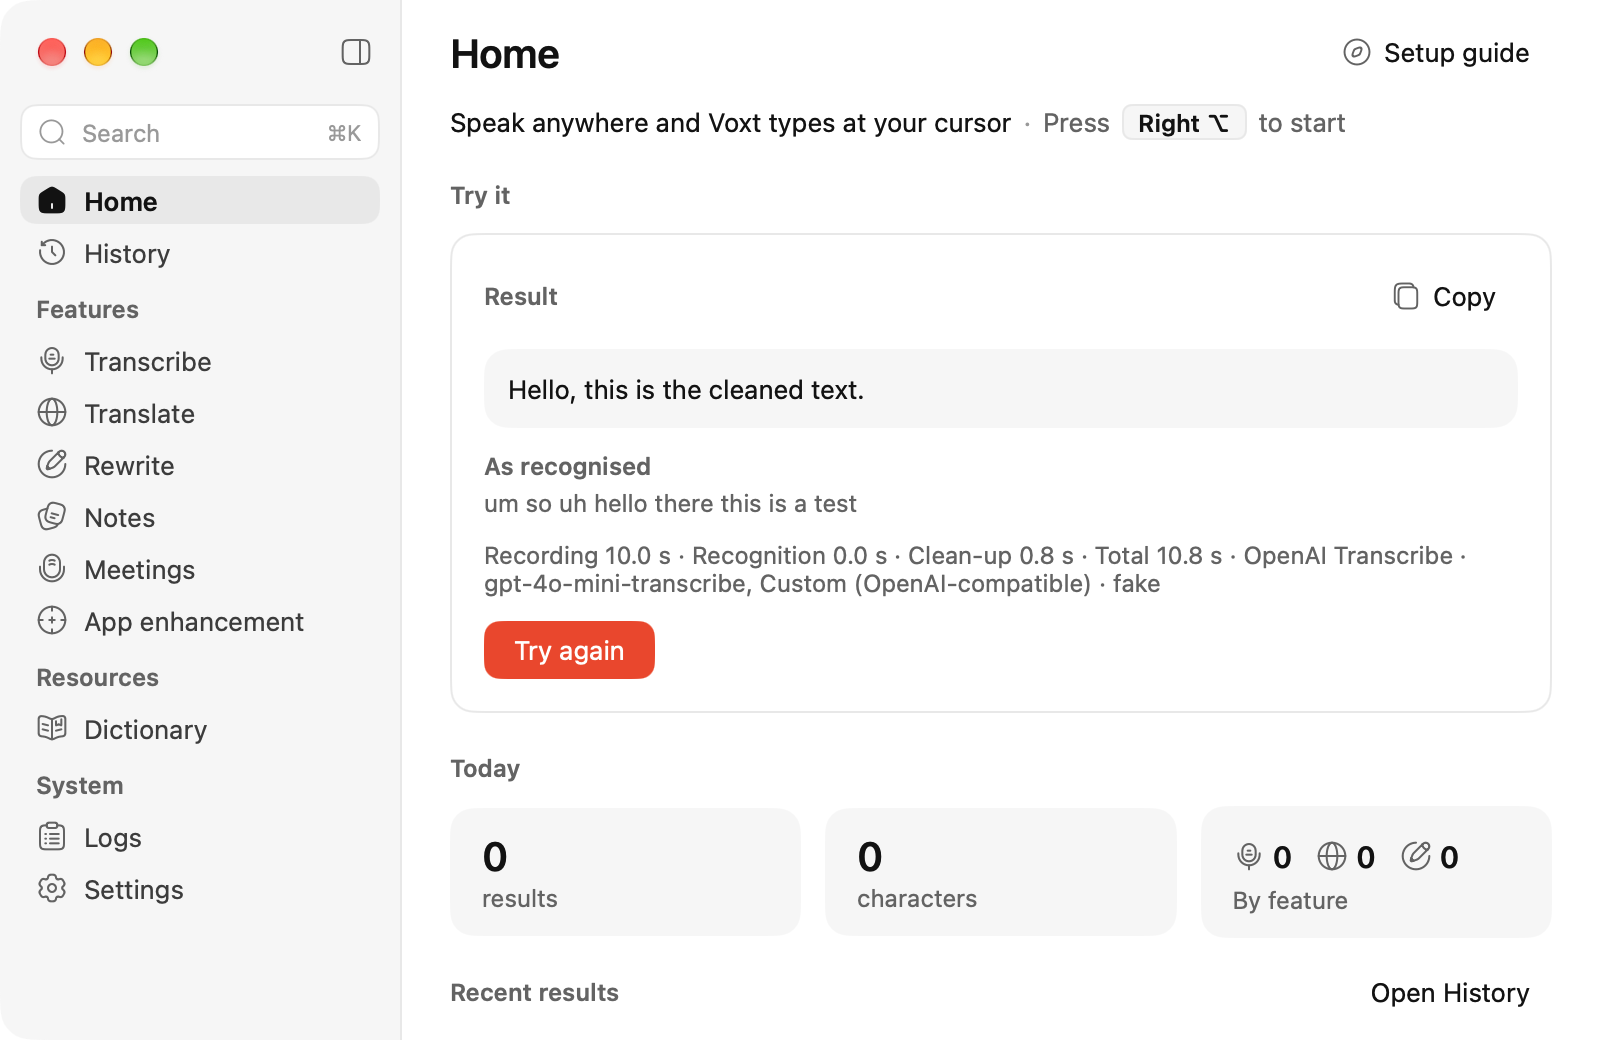 Search ⌘K
Home
History
Features
Transcribe
Translate
Rewrite
Notes
Meetings
App enhancement
Resources
Dictionary
System
Logs
Settings
Home
Setup guide
Speak anywhere and Voxt types at your cursor · Press Right ⌥ to start
Try it
Result
Copy
Hello, this is the cleaned text.
As recognised
um so uh hello there this is a test
Recording 10.0 s · Recognition 0.0 s · Clean-up 0.8 s · Total 10.8 s · OpenAI Transcribe ·
gpt-4o-mini-transcribe, Custom (OpenAI-compatible) · fake
Try again
Today
0
results
0
characters
0 0 0
By feature
Recent results
Open History